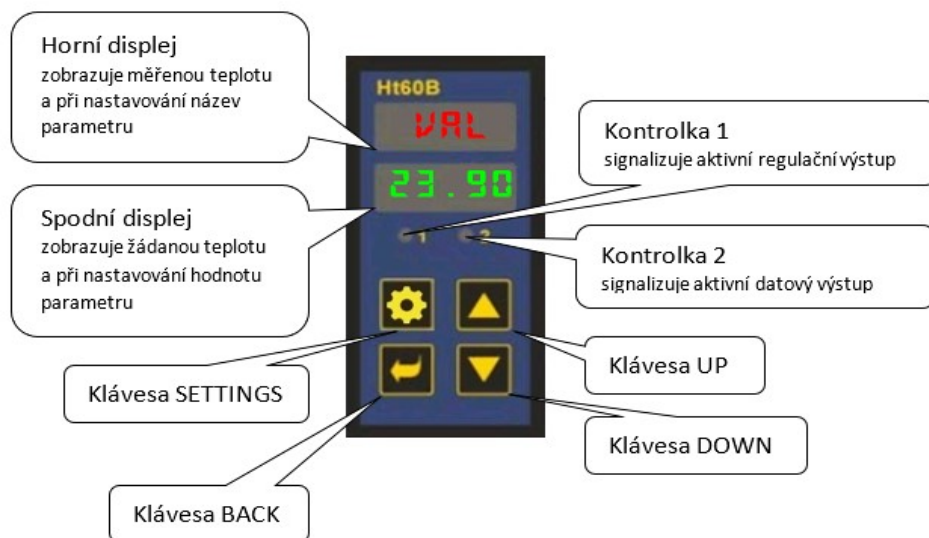 Horní displej
zobrazuje měřenou teplotu
a při nastavování název
parametru
Ht60B
VAL
23.90
1 2
Kontrolka 1
signalizuje aktivní regulační výstup
Spodní displej
zobrazuje žádanou teplotu
a při nastavování hodnotu
parametru
Kontrolka 2
signalizuje aktivní datový výstup
Klávesa SETTINGS
Klávesa UP
Klávesa DOWN
Klávesa BACK